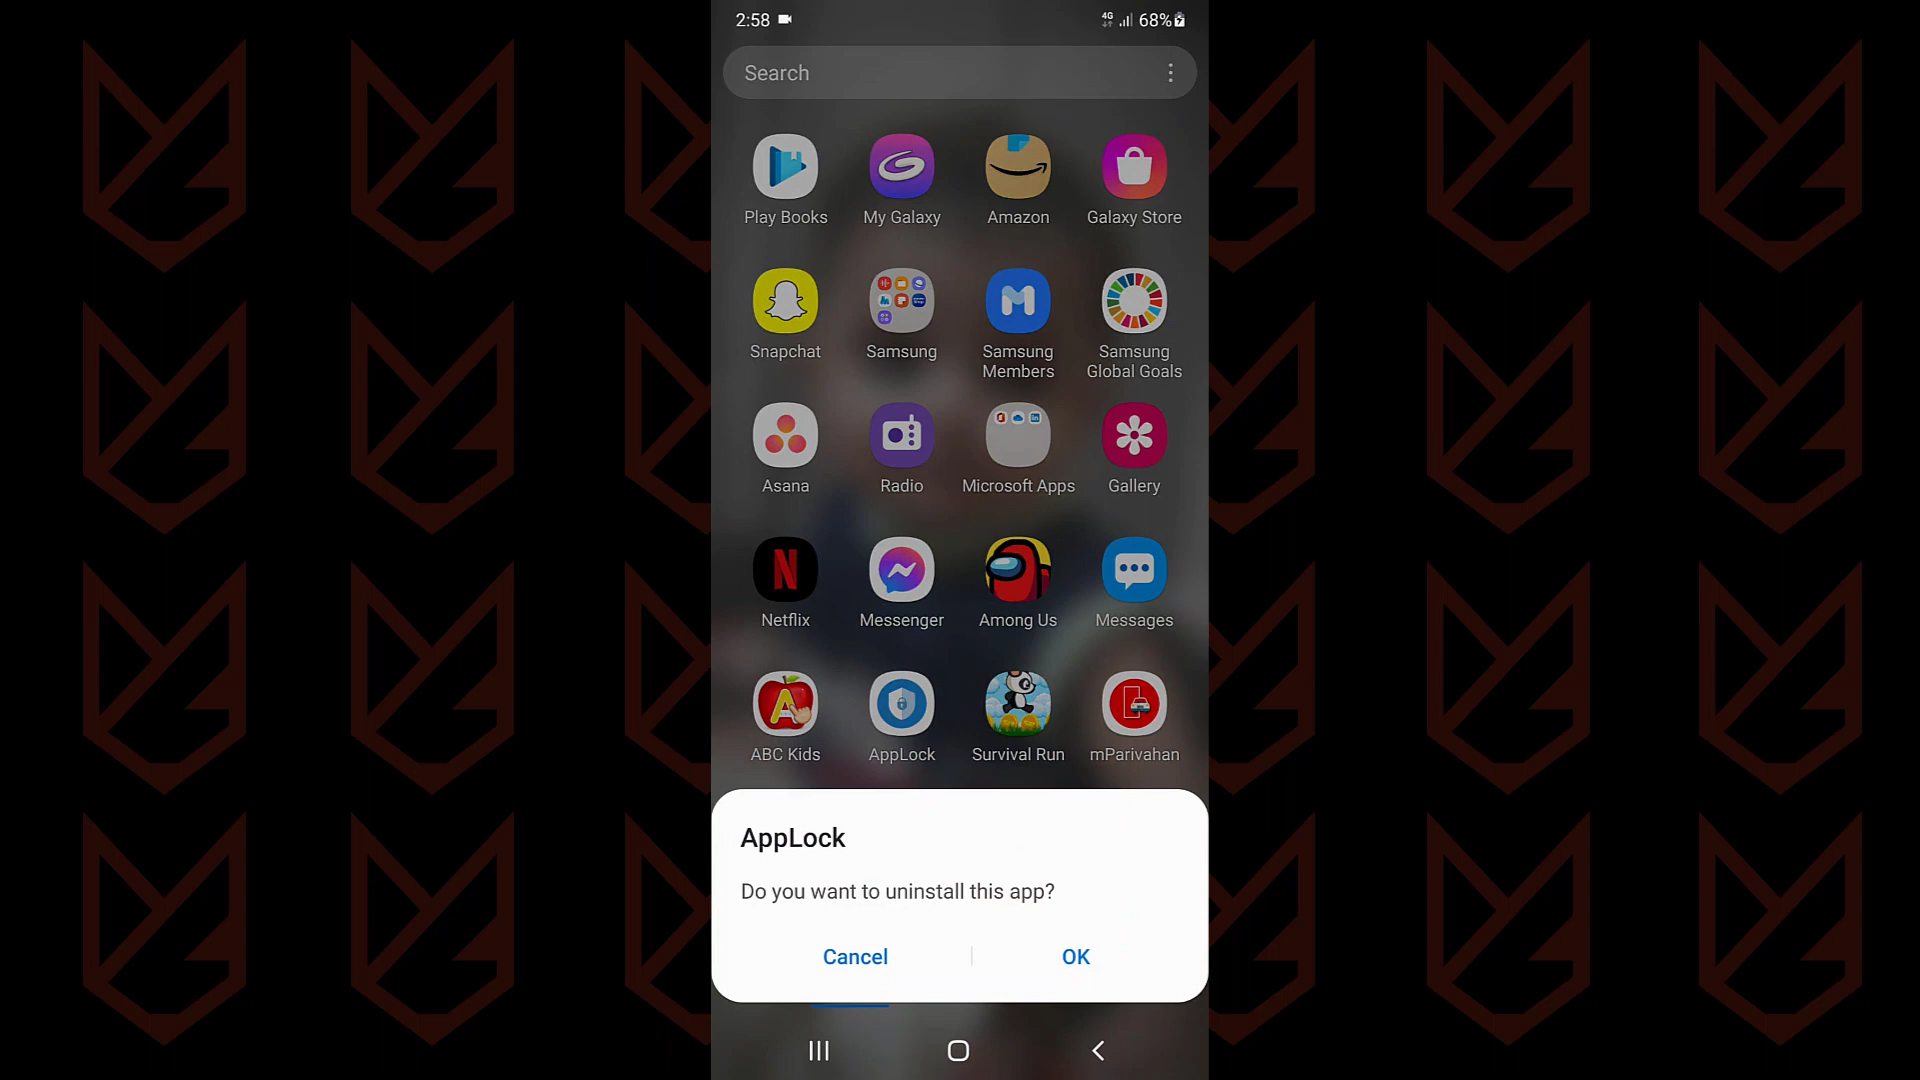 2:58 4G 68%
Search
Play Books My Galaxy Amazon Galaxy Store
Snapchat Samsung Samsung Members Samsung Global Goals
Asana Radio Microsoft Apps Gallery
Netflix Messenger Among Us Messages
ABC Kids AppLock Survival Run mParivahan
AppLock
Do you want to uninstall this app?
Cancel OK